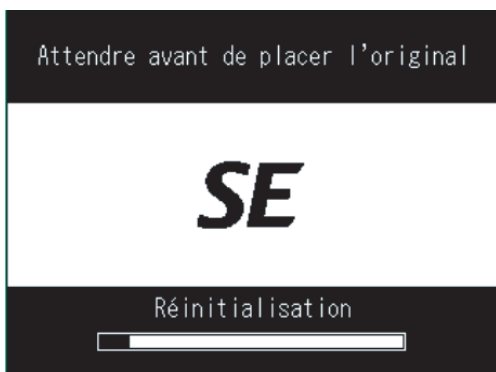 Attendre avant de placer l'original
SE
Réinitialisation